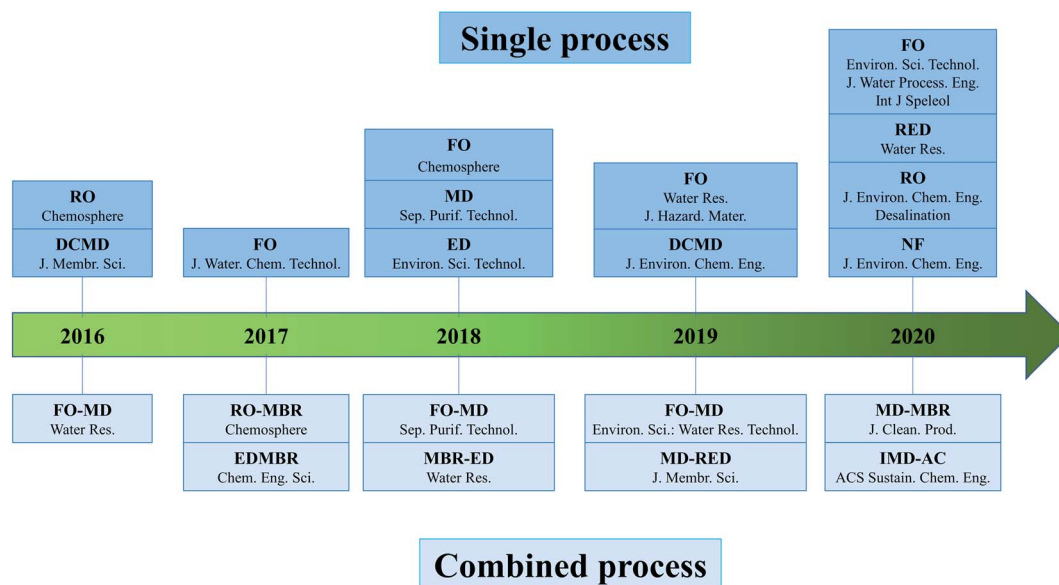 Single process
RO
Chemosphere
DCMD
J. Membr. Sci.
FO
J. Water. Chem. Technol.
FO
Chemosphere
MD
Sep. Purif. Technol.
ED
Environ. Sci. Technol.
FO
Water Res.
J. Hazard. Mater.
DCMD
J. Environ. Chem. Eng.
FO
Environ. Sci. Technol.
J. Water Process. Eng.
Int J Speleol
RED
Water Res.
RO
J. Environ. Chem. Eng.
Desalination
NF
J. Environ. Chem. Eng.
2016 2017 2018 2019 2020
FO-MD
Water Res.
RO-MBR
Chemosphere
EDMBR
Chem. Eng. Sci.
FO-MD
Sep. Purif. Technol.
MBR-ED
Water Res.
FO-MD
Environ. Sci.: Water Res. Technol.
MD-RED
J. Membr. Sci.
MD-MBR
J. Clean. Prod.
IMD-AC
ACS Sustain. Chem. Eng.
Combined process